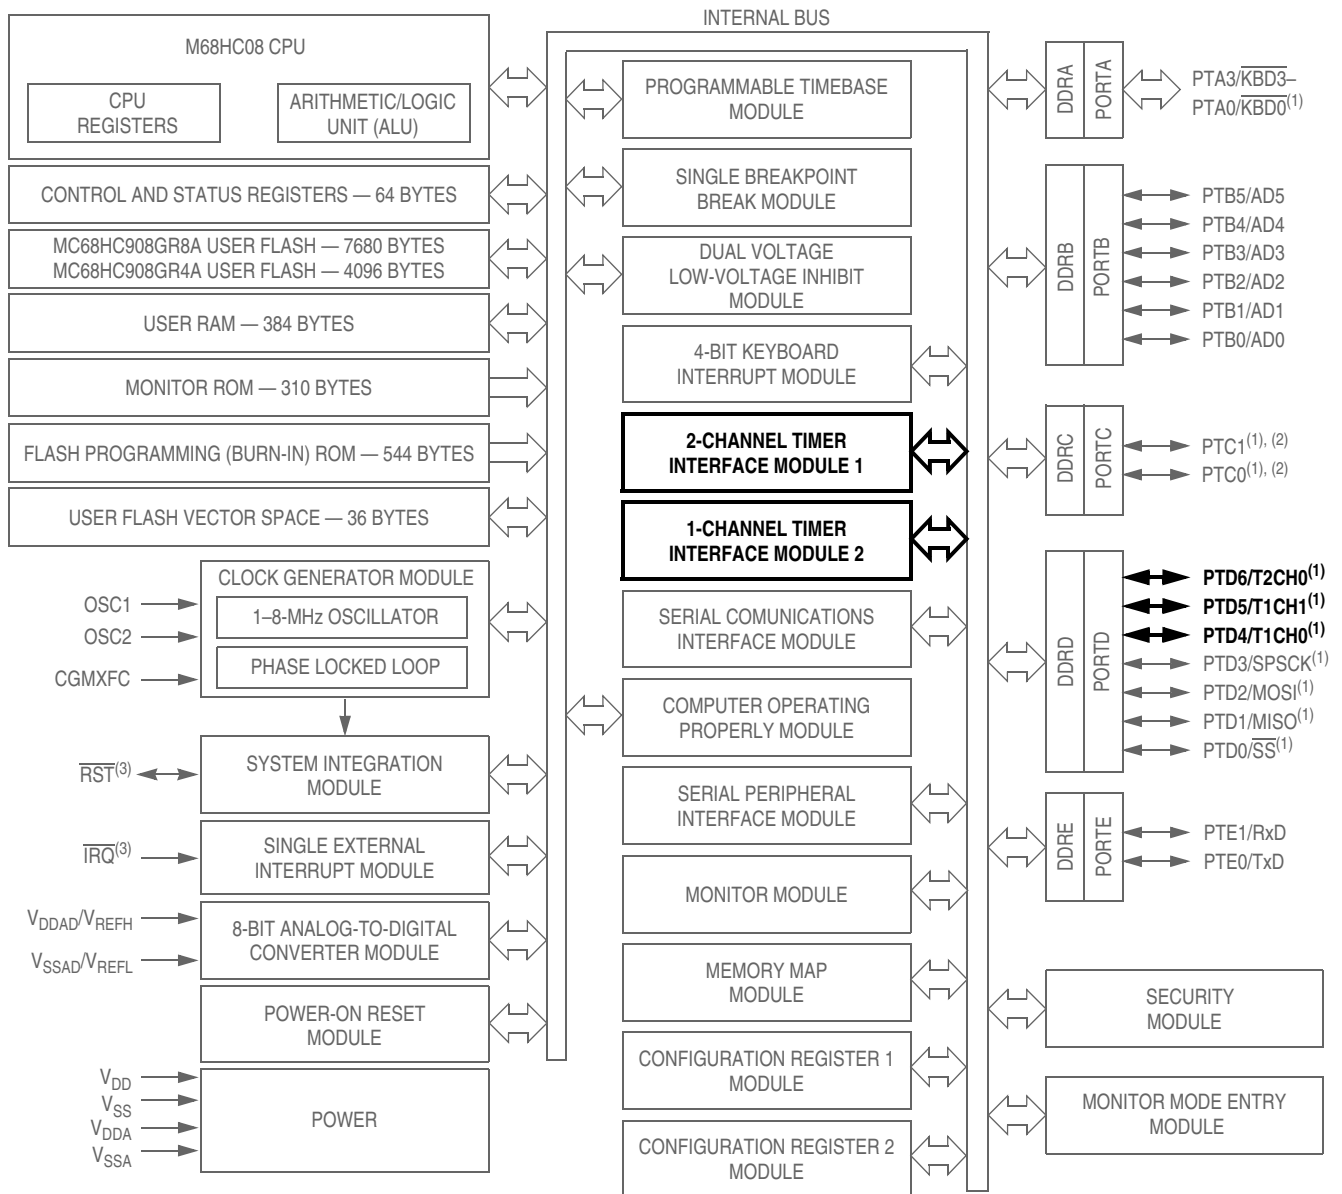 INTERNAL BUS
M68HC08 CPU
CPU
REGISTERS
ARITHMETIC/LOGIC
UNIT (ALU)
CONTROL AND STATUS REGISTERS — 64 BYTES
MC68HC908GR8A USER FLASH — 7680 BYTES
MC68HC908GR4A USER FLASH — 4096 BYTES
USER RAM — 384 BYTES
MONITOR ROM — 310 BYTES
FLASH PROGRAMMING (BURN-IN) ROM — 544 BYTES
USER FLASH VECTOR SPACE — 36 BYTES
CLOCK GENERATOR MODULE
1–8-MHz OSCILLATOR
PHASE LOCKED LOOP
OSC1
OSC2
CGMXFC
SYSTEM INTEGRATION
MODULE
RST(3)
SINGLE EXTERNAL
INTERRUPT MODULE
IRQ(3)
8-BIT ANALOG-TO-DIGITAL
CONVERTER MODULE
VDDAD/VREFH
VSSAD/VREFL
POWER-ON RESET
MODULE
POWER
VDD
VSS
VDDA
VSSA
PROGRAMMABLE TIMEBASE
MODULE
SINGLE BREAKPOINT
BREAK MODULE
DUAL VOLTAGE
LOW-VOLTAGE INHIBIT
MODULE
4-BIT KEYBOARD
INTERRUPT MODULE
2-CHANNEL TIMER
INTERFACE MODULE 1
1-CHANNEL TIMER
INTERFACE MODULE 2
SERIAL COMUNICATIONS
INTERFACE MODULE
COMPUTER OPERATING
PROPERLY MODULE
SERIAL PERIPHERAL
INTERFACE MODULE
MONITOR MODULE
MEMORY MAP
MODULE
CONFIGURATION REGISTER 1
MODULE
CONFIGURATION REGISTER 2
MODULE
DDRA
PORTA
PTA3/KBD3–
PTA0/KBD0(1)
DDRB
PORTB
PTB5/AD5
PTB4/AD4
PTB3/AD3
PTB2/AD2
PTB1/AD1
PTB0/AD0
DDRC
PORTC
PTC1(1), (2)
PTC0(1), (2)
DDRD
PORTD
PTD6/T2CH0(1)
PTD5/T1CH1(1)
PTD4/T1CH0(1)
PTD3/SPSCK(1)
PTD2/MOSI(1)
PTD1/MISO(1)
PTD0/SS(1)
DDRE
PORTE
PTE1/RxD
PTE0/TxD
SECURITY
MODULE
MONITOR MODE ENTRY
MODULE